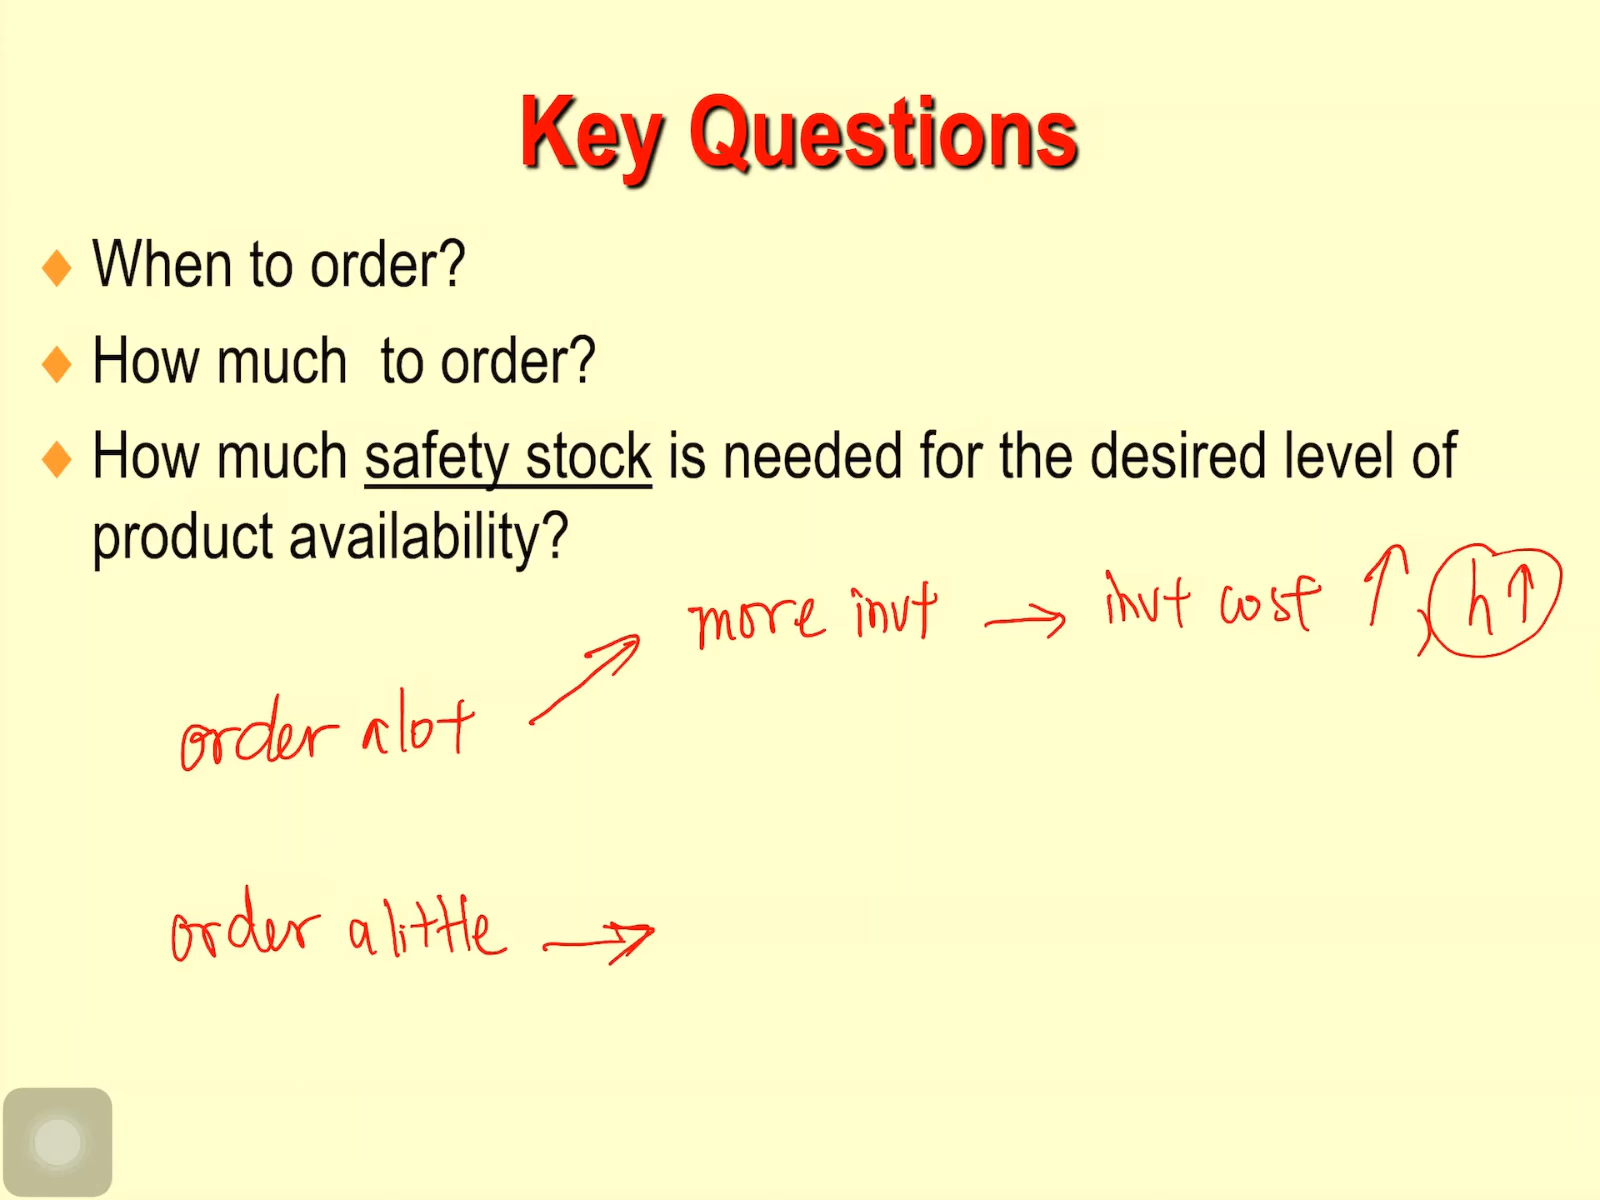 Key Questions
When to order?
How much to order?
How much safety stock is needed for the desired level of
product availability?
more invt → invt cost ↑, h↑
order a lot ↗
order a little →